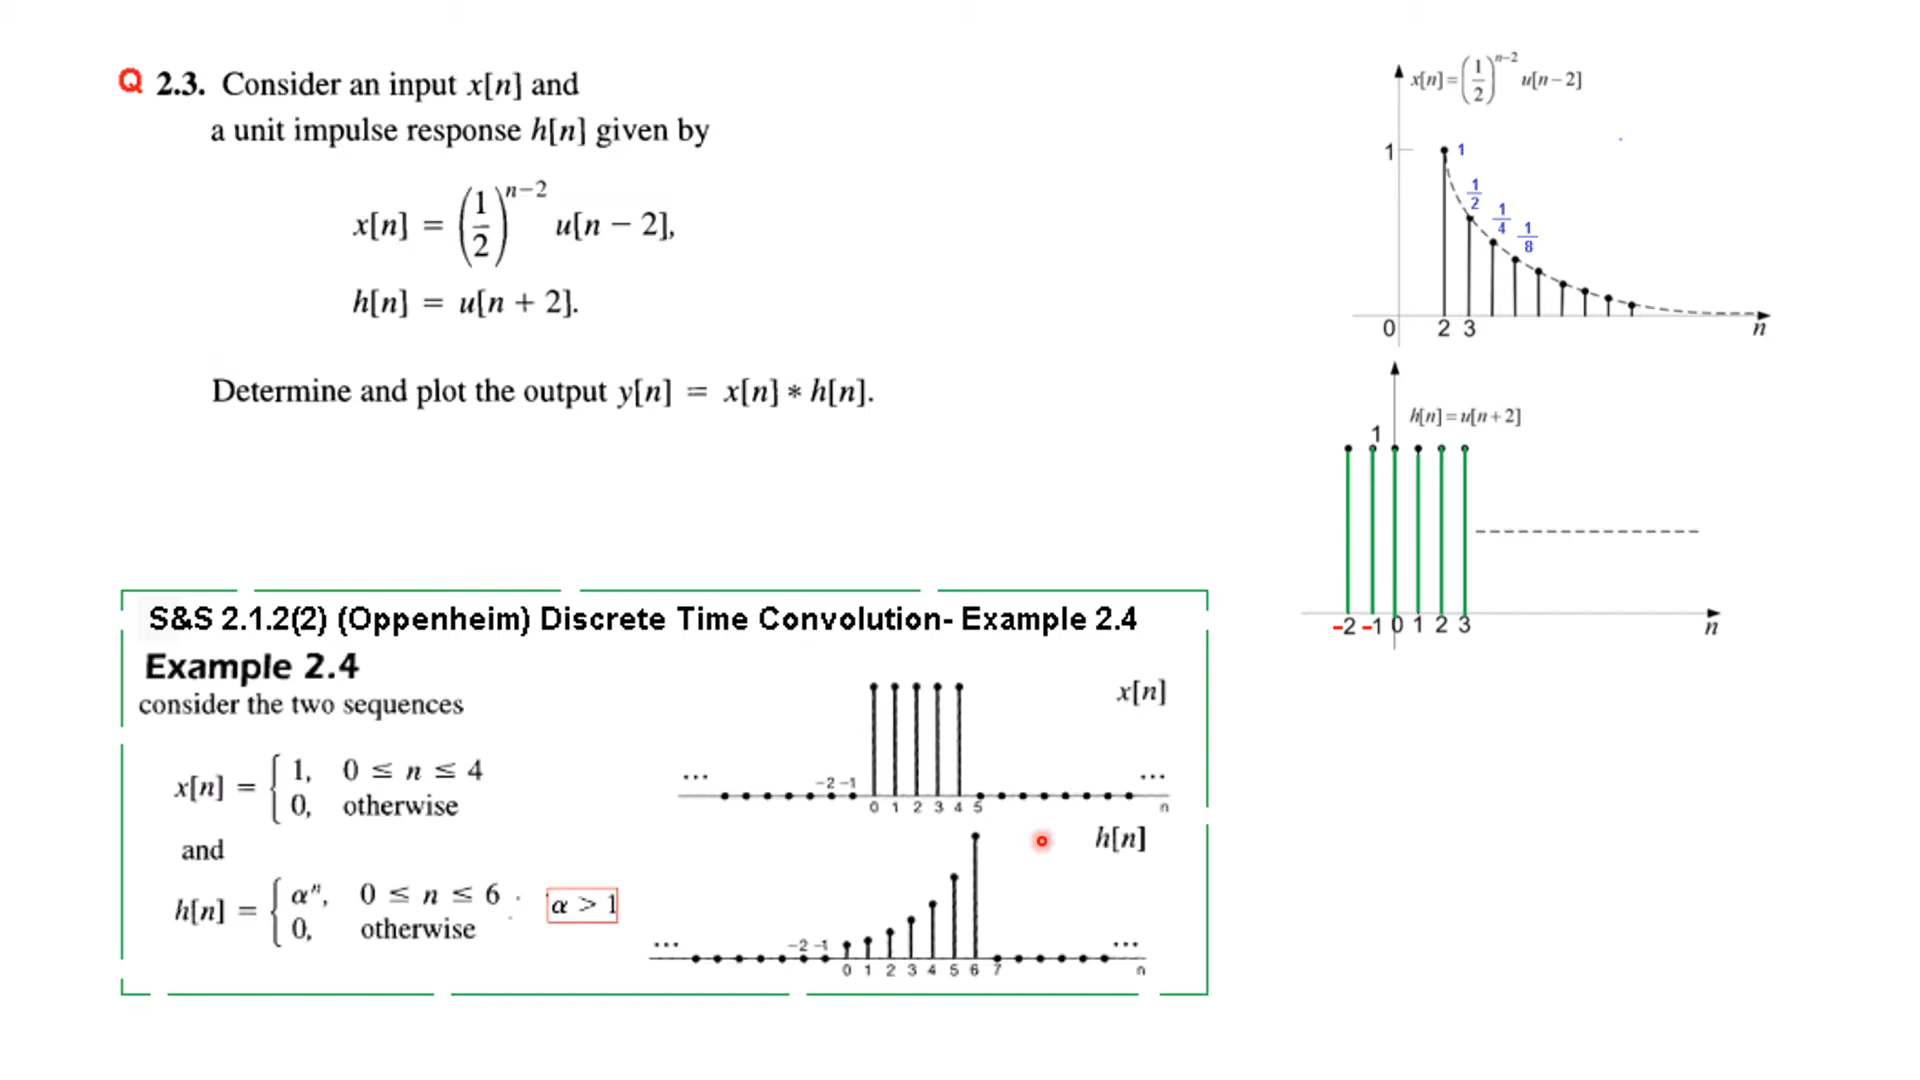 Q 2.3. Consider an input x[n] and
a unit impulse response h[n] given by
x[n] = (1/2)^{n−2} u[n − 2],
h[n] = u[n + 2].
Determine and plot the output y[n] = x[n] * h[n].
x[n] = (1/2)^{n−2} u[n − 2]
1
1
1/2
1/4
1/8
0 2 3 n
h[n] = u[n + 2]
1
-2 -1 0 1 2 3 n
S&S 2.1.2(2) (Oppenheim) Discrete Time Convolution- Example 2.4
Example 2.4
consider the two sequences
x[n] = { 1, 0 ≤ n ≤ 4
0, otherwise
and
h[n] = { αⁿ, 0 ≤ n ≤ 6
0, otherwise
α > 1
x[n]
... −2 −1 ...
0 1 2 3 4 5 n
h[n]
... −2 −1 ...
0 1 2 3 4 5 6 7 n